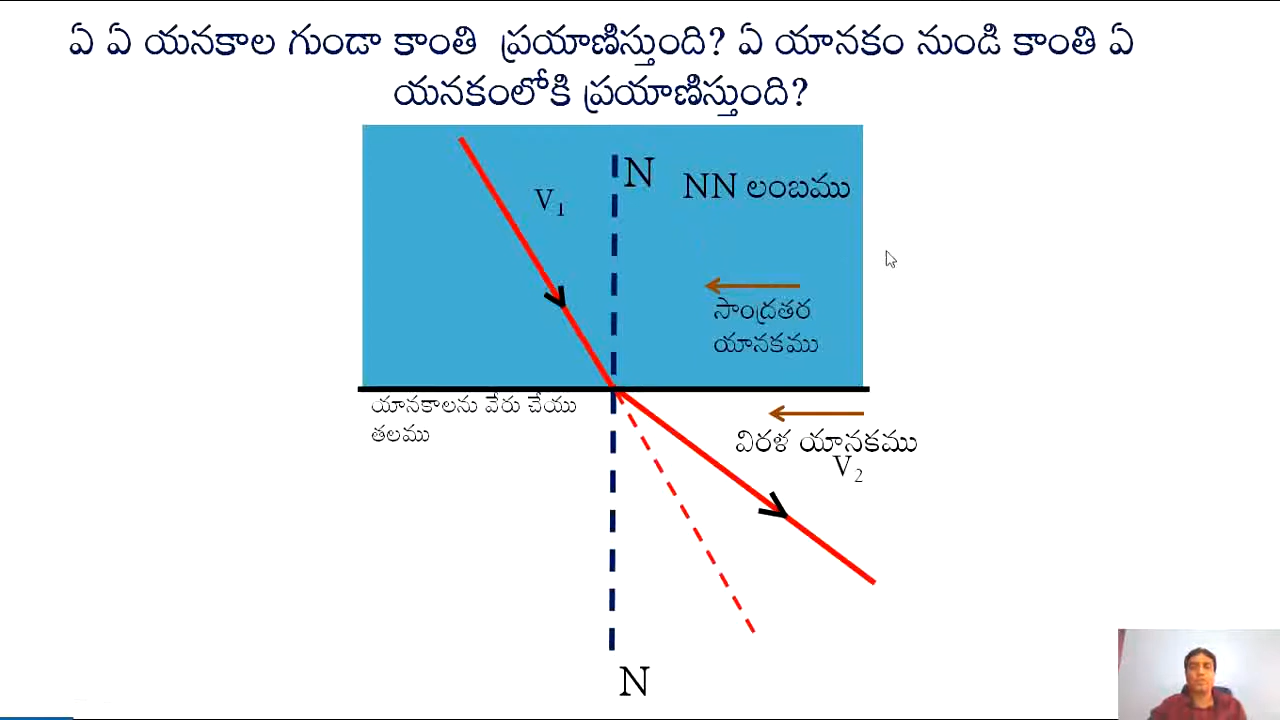 ఏ ఏ యనకాల గుండా కాంతి ప్రయాణిస్తుంది? ఏ యానకం నుండి కాంతి ఏ
యనకంలోకి ప్రయాణిస్తుంది?
N
NN లంబము
V₁
సాంద్రతర
యానకము
యానకాలను వేరు చేయు
తలము
విరళ యానకము
V₂
N